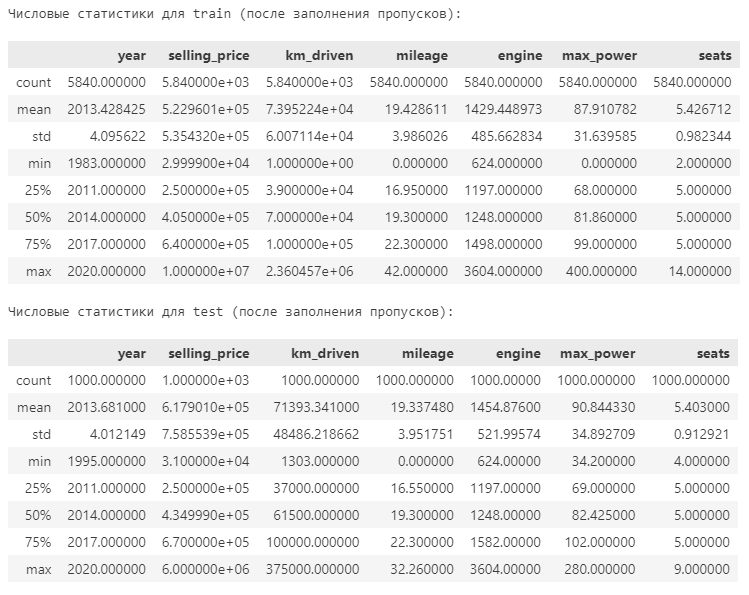 Числовые статистики для train (после заполнения пропусков):
year selling_price km_driven mileage engine max_power seats
count 5840.000000 5.840000e+03 5.840000e+03 5840.000000 5840.000000 5840.000000 5840.000000
mean 2013.428425 5.229601e+05 7.395224e+04 19.428611 1429.448973 87.910782 5.426712
std 4.095622 5.354320e+05 6.007114e+04 3.986026 485.662834 31.639585 0.982344
min 1983.000000 2.999900e+04 1.000000e+00 0.000000 624.000000 0.000000 2.000000
25% 2011.000000 2.500000e+05 3.900000e+04 16.950000 1197.000000 68.000000 5.000000
50% 2014.000000 4.050000e+05 7.000000e+04 19.300000 1248.000000 81.860000 5.000000
75% 2017.000000 6.400000e+05 1.000000e+05 22.300000 1498.000000 99.000000 5.000000
max 2020.000000 1.000000e+07 2.360457e+06 42.000000 3604.000000 400.000000 14.000000
Числовые статистики для test (после заполнения пропусков):
year selling_price km_driven mileage engine max_power seats
count 1000.000000 1.000000e+03 1000.000000 1000.000000 1000.00000 1000.000000 1000.000000
mean 2013.681000 6.179010e+05 71393.341000 19.337480 1454.87600 90.844330 5.403000
std 4.012149 7.585539e+05 48486.218662 3.951751 521.99574 34.892709 0.912921
min 1995.000000 3.100000e+04 1303.000000 0.000000 624.00000 34.200000 4.000000
25% 2011.000000 2.500000e+05 37000.000000 16.550000 1197.00000 69.000000 5.000000
50% 2014.000000 4.349990e+05 61500.000000 19.300000 1248.00000 82.425000 5.000000
75% 2017.000000 6.700000e+05 100000.000000 22.300000 1582.00000 102.000000 5.000000
max 2020.000000 6.000000e+06 375000.000000 32.260000 3604.00000 280.000000 9.000000